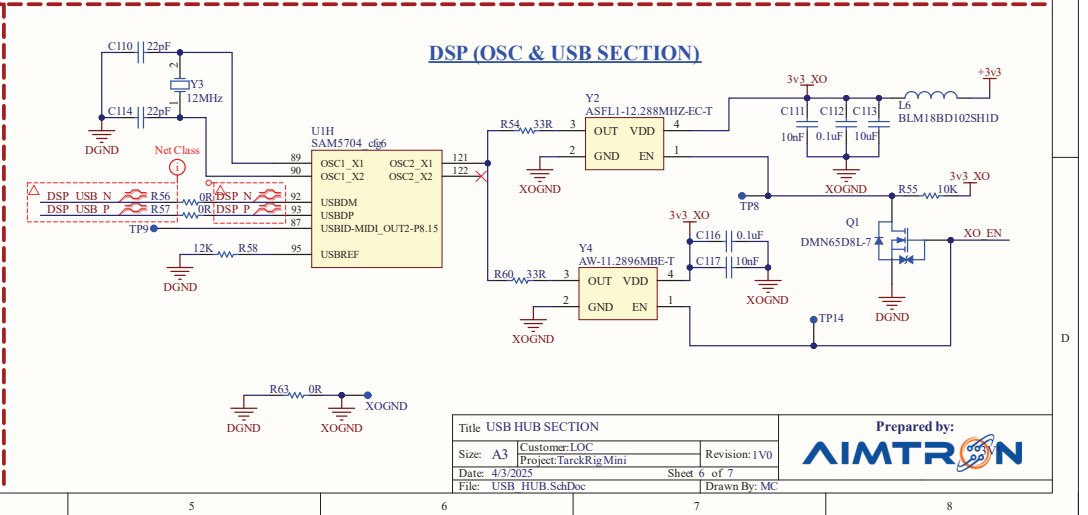 DSP (OSC & USB SECTION)
C110 22pF
2
Y3
12MHz
1
C114 22pF
DGND
Net Class
i
U1H
SAM5704_cfg6
89 OSC1_X1 OSC2_X1 121
90 OSC1_X2 OSC2_X2 122
DSP_USB_N R56 0R DSP_N 92 USBDM
DSP_USB_P R57 0R DSP_P 93 USBDP
TP9 87 USBID-MIDI_OUT2-P8.15
12K R58 95 USBREF
DGND
Y2
ASFL1-12.288MHZ-EC-T
R54 33R 3 OUT VDD 4
2 GND EN 1
XOGND
3v3_XO
+3v3
C111 C112 C113
10nF 0.1uF 10uF
L6
BLM18BD102SH1D
XOGND
3v3_XO
TP8
R55 10K
Q1
DMN65D8L-7
XO_EN
DGND
3v3_XO
C116 0.1uF
C117 10nF
XOGND
Y4
AW-11.2896MBE-T
R60 33R 3 OUT VDD 4
2 GND EN 1
XOGND
TP14
D
R63 0R
XOGND
DGND
XOGND
Title USB HUB SECTION
Size: A3
Customer:LOC
Project:TarckRig Mini
Revision:1V0
Date: 4/3/2025 Sheet 6 of 7
File: USB_HUB.SchDoc Drawn By: MC
Prepared by:
AIMTRON
5 6 7 8